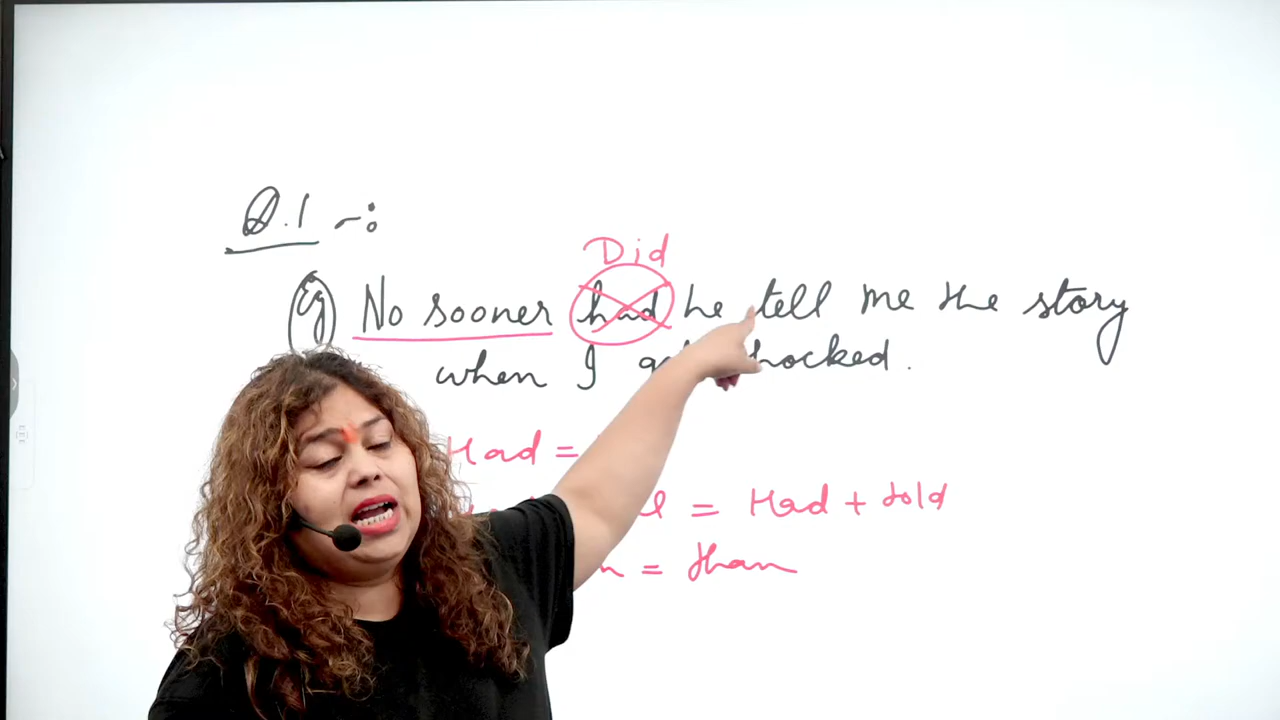 Q.1 -:
Did
Eg No sooner had he tell me the story
when I shocked.
Had =
= Had + told
= than